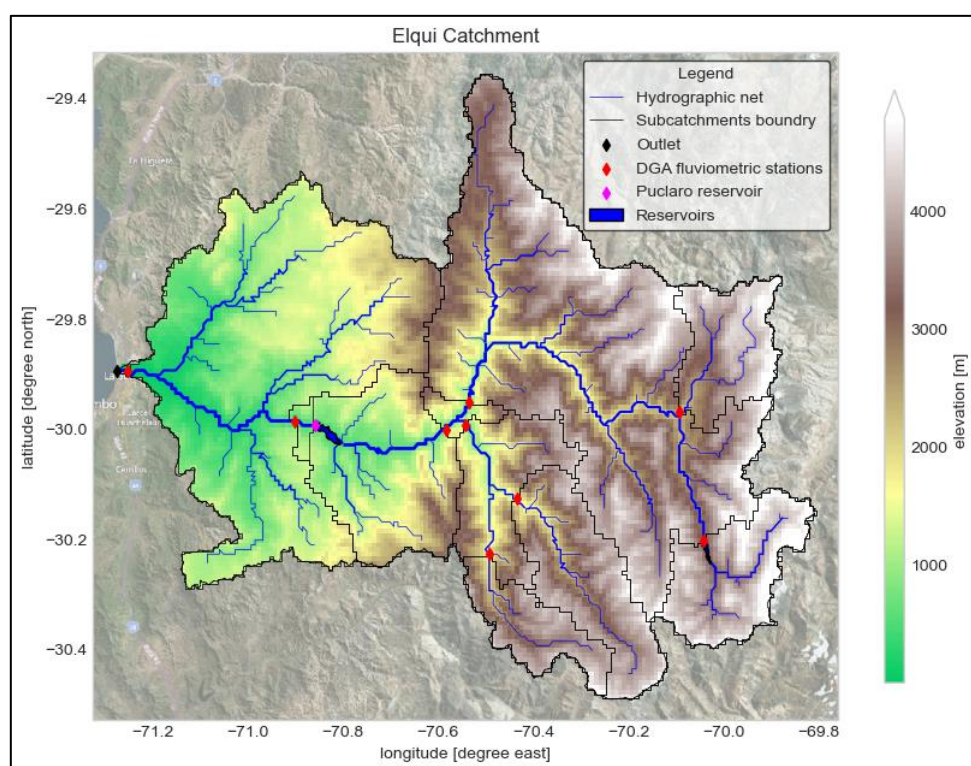 Elqui Catchment
Legend
Hydrographic net
Subcatchments boundry
Outlet
DGA fluviometric stations
Puclaro reservoir
Reservoirs
−29.4
−29.6
−29.8
−30.0
−30.2
−30.4
latitude [degree north]
−71.2
−71.0
−70.8
−70.6
−70.4
−70.2
−70.0
−69.8
longitude [degree east]
4000
3000
2000
1000
elevation [m]